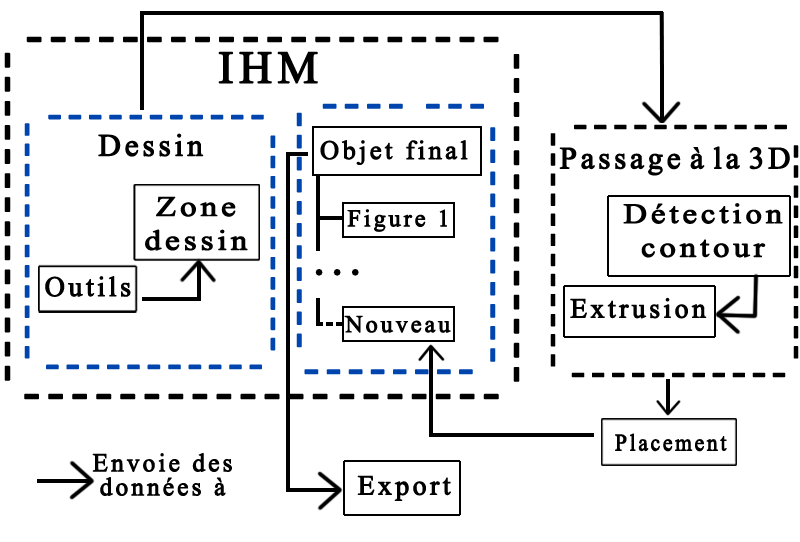 IHM
Dessin
Zone
dessin
Outils
Objet final
Figure 1
...
Nouveau
Passage à la 3D
Détection
contour
Extrusion
Placement
Export
Envoie des
données à